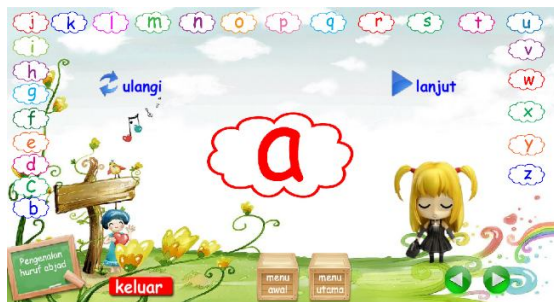 j k l m n o p q r s t u
i
v
h
w
g
ulangi
lanjut
x
f
a
e
y
d
z
c
b
Pengenalan
huruf abjad
keluar
menu
awal
menu
utama